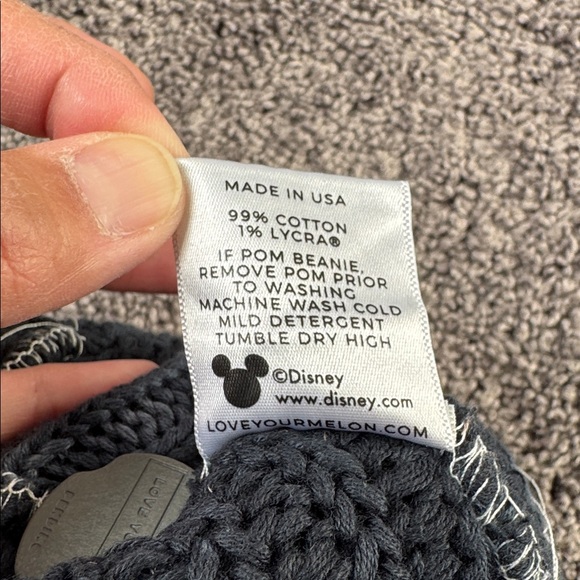 MADE IN USA
99% COTTON
1% LYCRA®
IF POM BEANIE,
REMOVE POM PRIOR
TO WASHING
MACHINE WASH COLD
MILD DETERGENT
TUMBLE DRY HIGH
©Disney
www.disney.com
LOVEYOURMELON.COM